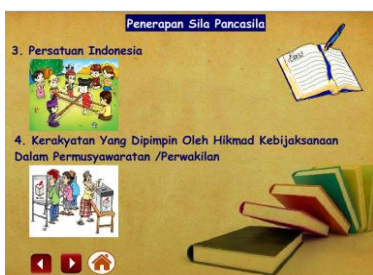 Penerapan Sila Pancasila
3. Persatuan Indonesia
4. Kerakyatan Yang Dipimpin Oleh Hikmad Kebijaksanaan
Dalam Permusyawaratan /Perwakilan